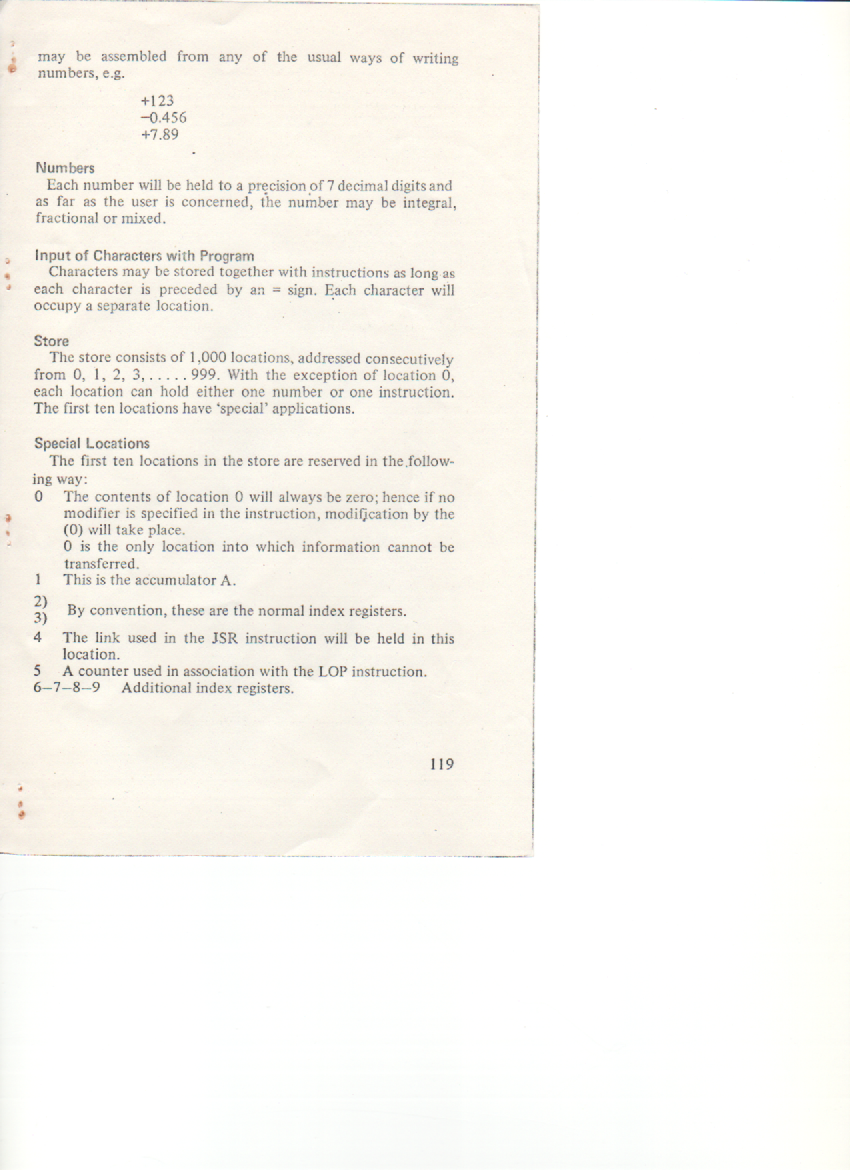 may be assembled from any of the usual ways of writing
numbers, e.g.
+123
−0.456
+7.89
Numbers
Each number will be held to a precision of 7 decimal digits and
as far as the user is concerned, the number may be integral,
fractional or mixed.
Input of Characters with Program
Characters may be stored together with instructions as long as
each character is preceded by an = sign. Each character will
occupy a separate location.
Store
The store consists of 1,000 locations, addressed consecutively
from 0, 1, 2, 3, . . . . . 999. With the exception of location 0,
each location can hold either one number or one instruction.
The first ten locations have ‘special’ applications.
Special Locations
The first ten locations in the store are reserved in the follow-
ing way:
0 The contents of location 0 will always be zero; hence if no
modifier is specified in the instruction, modification by the
(0) will take place.
0 is the only location into which information cannot be
transferred.
1 This is the accumulator A.
2)
3) By convention, these are the normal index registers.
4 The link used in the JSR instruction will be held in this
location.
5 A counter used in association with the LOP instruction.
6–7–8–9 Additional index registers.
119